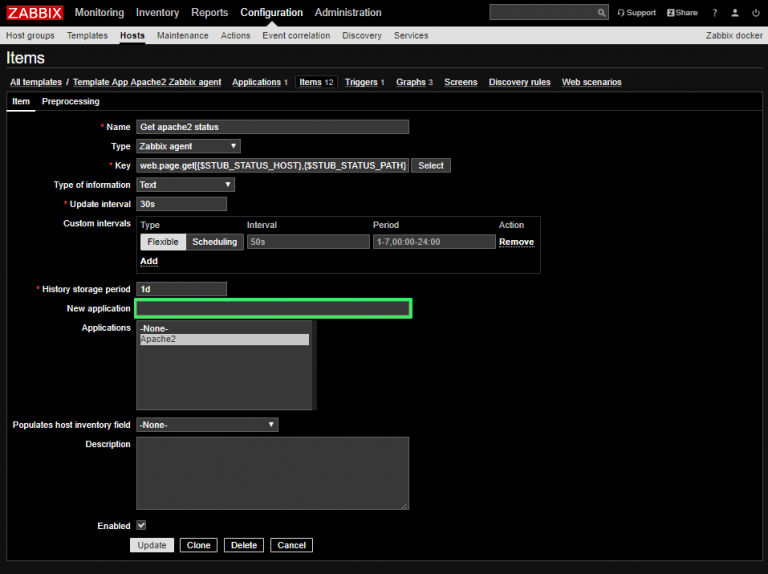 ZABBIX Monitoring Inventory Reports Configuration Administration Support Z Share ?
Host groups Templates Hosts Maintenance Actions Event correlation Discovery Services Zabbix docker
Items
All templates / Template App Apache2 Zabbix agent Applications 1 Items 12 Triggers 1 Graphs 3 Screens Discovery rules Web scenarios
Item Preprocessing
* Name Get apache2 status
Type Zabbix agent
* Key web.page.get[{$STUB_STATUS_HOST},{$STUB_STATUS_PATH} Select
Type of information Text
* Update interval 30s
Custom intervals Type Interval Period Action
Flexible Scheduling 50s 1-7,00:00-24:00 Remove
Add
* History storage period 1d
New application
Applications -None-
Apache2
Populates host inventory field -None-
Description
Enabled
Update Clone Delete Cancel